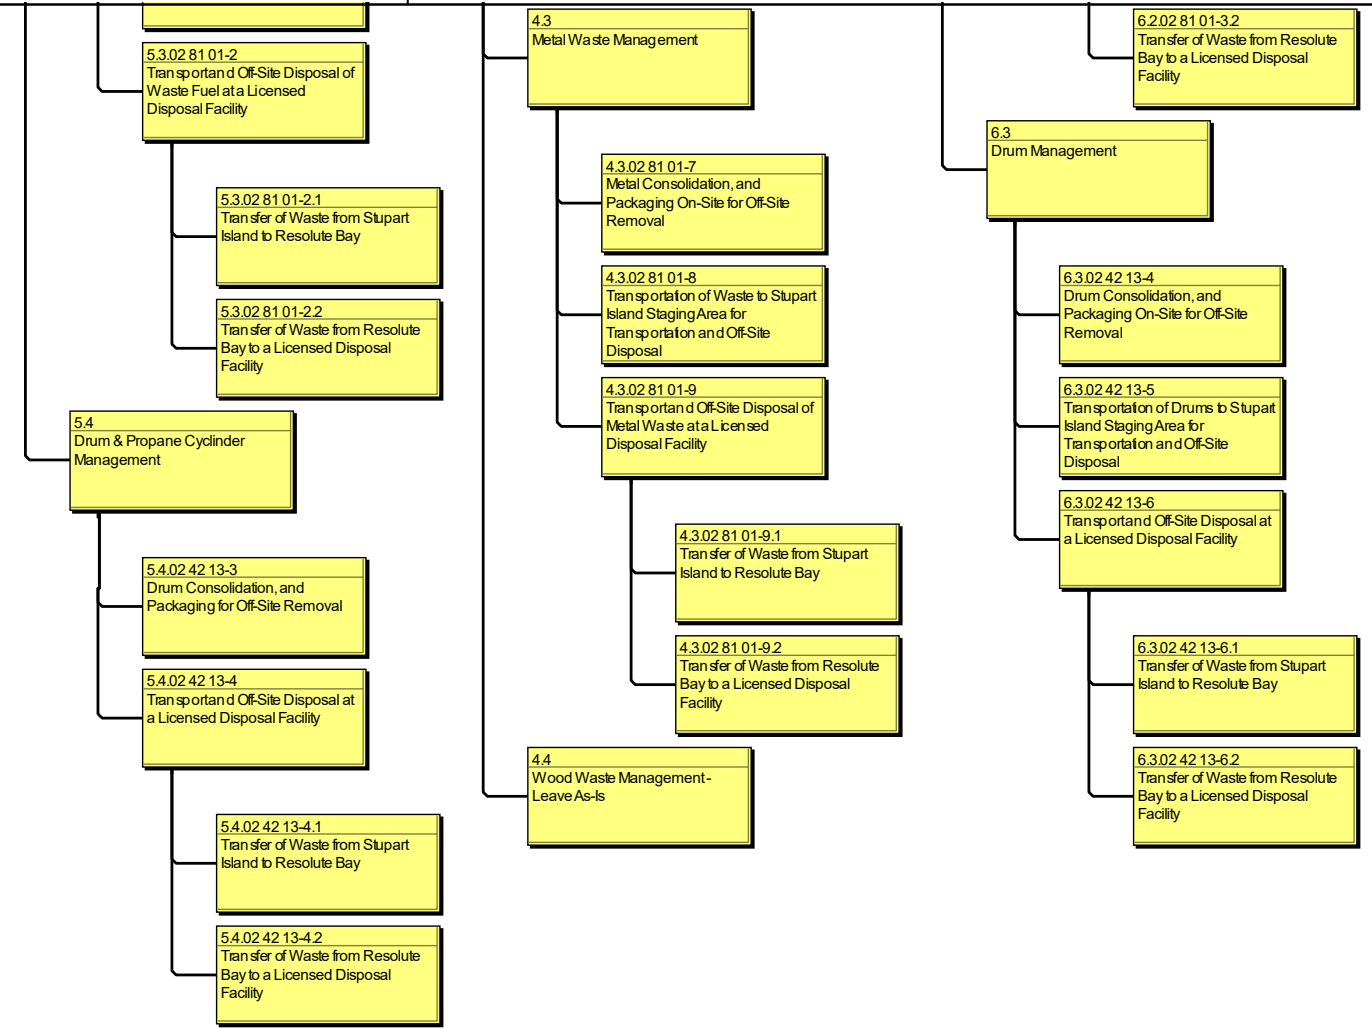 5.3.02 81 01-2
Transport and Off-Site Disposal of
Waste Fuel at a Licensed
Disposal Facility
5.3.02 81 01-2.1
Transfer of Waste from Stupart
Island to Resolute Bay
5.3.02 81 01-2.2
Transfer of Waste from Resolute
Bay to a Licensed Disposal
Facility
5.4
Drum & Propane Cyclinder
Management
5.4.02 42 13-3
Drum Consolidation, and
Packaging for Off-Site Removal
5.4.02 42 13-4
Transport and Off-Site Disposal at
a Licensed Disposal Facility
5.4.02 42 13-4.1
Transfer of Waste from Stupart
Island to Resolute Bay
5.4.02 42 13-4.2
Transfer of Waste from Resolute
Bay to a Licensed Disposal
Facility
4.3
Metal Waste Management
4.3.02 81 01-7
Metal Consolidation, and
Packaging On-Site for Off-Site
Removal
4.3.02 81 01-8
Transportation of Waste to Stupart
Island Staging Area for
Transportation and Off-Site
Disposal
4.3.02 81 01-9
Transport and Off-Site Disposal of
Metal Waste at a Licensed
Disposal Facility
4.3.02 81 01-9.1
Transfer of Waste from Stupart
Island to Resolute Bay
4.3.02 81 01-9.2
Transfer of Waste from Resolute
Bay to a Licensed Disposal
Facility
4.4
Wood Waste Management -
Leave As-Is
6.2.02 81 01-3.2
Transfer of Waste from Resolute
Bay to a Licensed Disposal
Facility
6.3
Drum Management
6.3.02 42 13-4
Drum Consolidation, and
Packaging On-Site for Off-Site
Removal
6.3.02 42 13-5
Transportation of Drums to Stupart
Island Staging Area for
Transportation and Off-Site
Disposal
6.3.02 42 13-6
Transport and Off-Site Disposal at
a Licensed Disposal Facility
6.3.02 42 13-6.1
Transfer of Waste from Stupart
Island to Resolute Bay
6.3.02 42 13-6.2
Transfer of Waste from Resolute
Bay to a Licensed Disposal
Facility